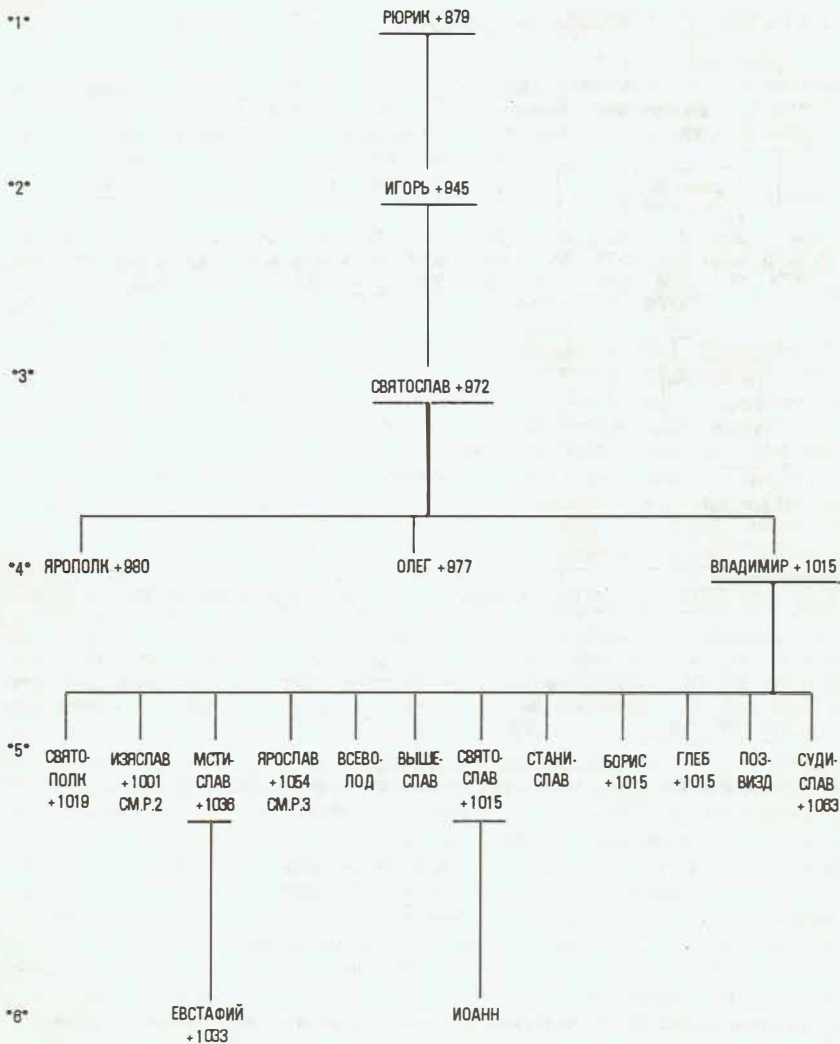 "1"
РЮРИК +879
"2"
ИГОРЬ +945
"3"
СВЯТОСЛАВ +972
"4"
ЯРОПОЛК +980
ОЛЕГ +977
ВЛАДИМИР +1015
"5"
СВЯТО-
ПОЛК
+1019
ИЗЯСЛАВ
+1001
СМ.Р.2
МСТИ-
СЛАВ
+1036
ЯРОСЛАВ
+1054
СМ.Р.3
ВСЕВО-
ЛОД
ВЫШЕ-
СЛАВ
СВЯТО-
СЛАВ
+1015
СТАНИ-
СЛАВ
БОРИС
+1015
ГЛЕБ
+1015
ПОЗ-
ВИЗД
СУДИ-
СЛАВ
+1063
"6"
ЕВСТАФИЙ
+1033
ИОАНН